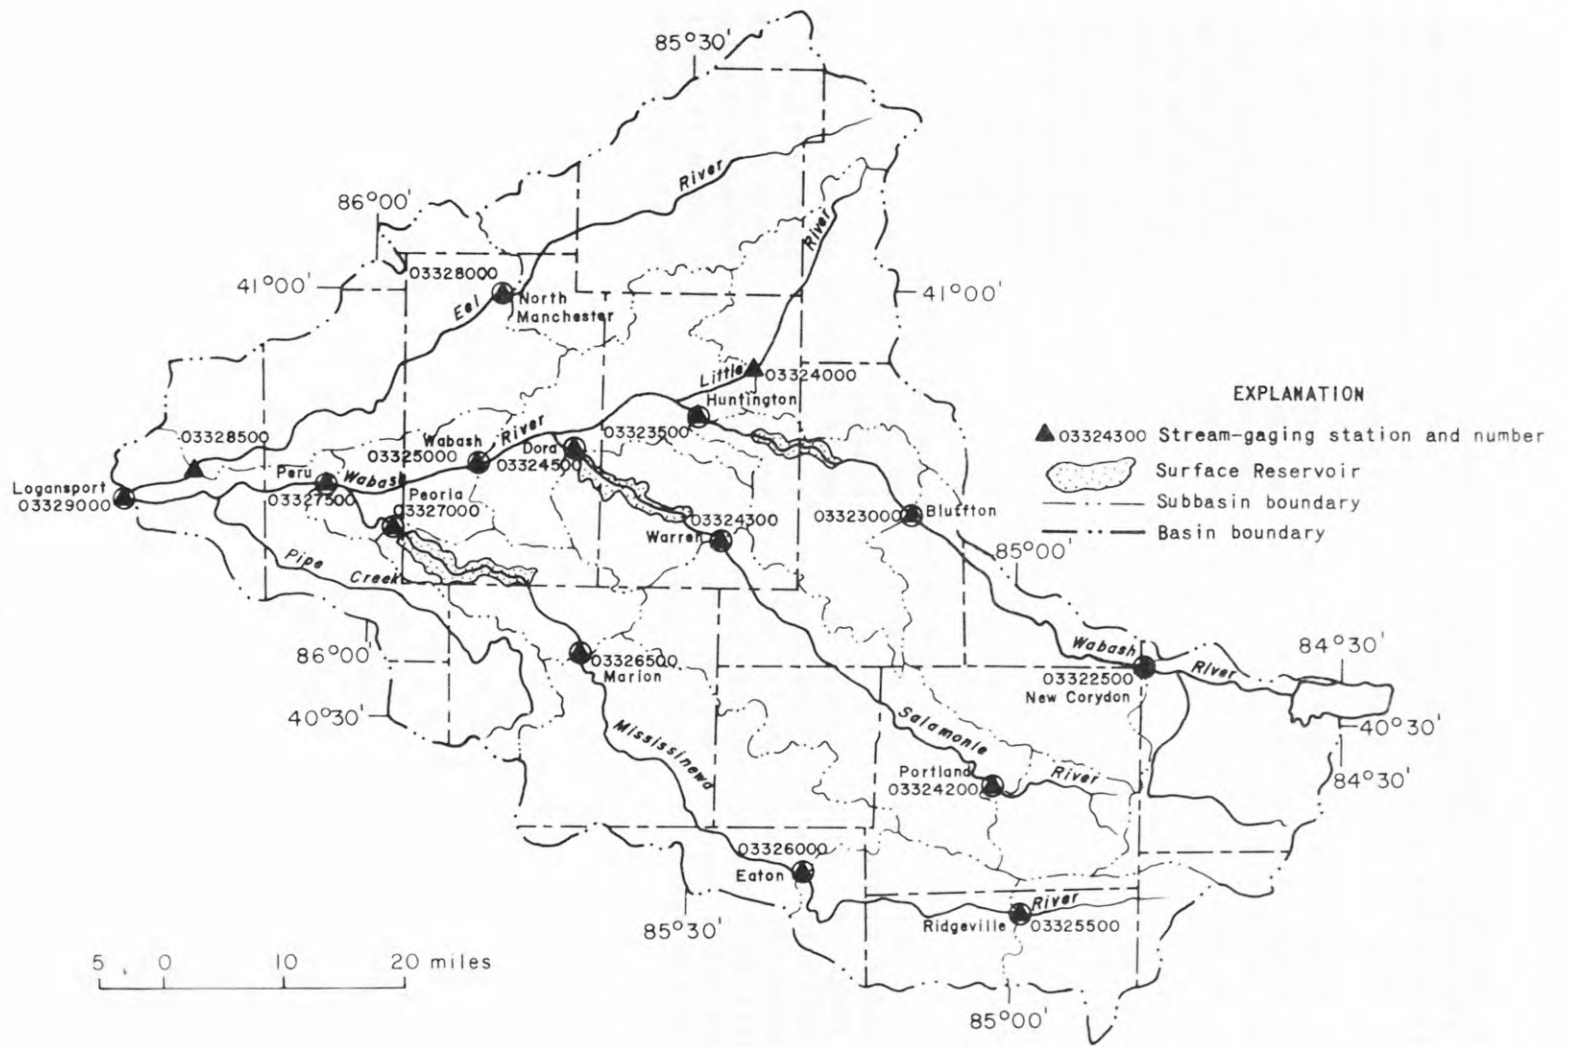 85°30'
River
86°00'
River
03328000
41°00'
41°00'
Eel
North
Manchester
Little
03324000
Huntington
EXPLANATION
03324300 Stream-gaging station and number
Surface Reservoir
Subbasin boundary
Basin boundary
03328500
Wabash
03325000
River
Dora
03324500
03323500
Peru
03327500
Wabash
Logansport
03329000
Peoria
03327000
03324300
Warren
03323000
Bluffton
85°00'
Pipe Creek
86°00'
03326500
Marion
Wabash
River
84°30'
03322500
New Corydon
40°30'
40°30'
84°30'
Mississinewa
Salamonie
River
Portland
03324200
03326000
Eaton
85°30'
River
Ridgeville
03325500
5 0 10 20 miles
85°00'